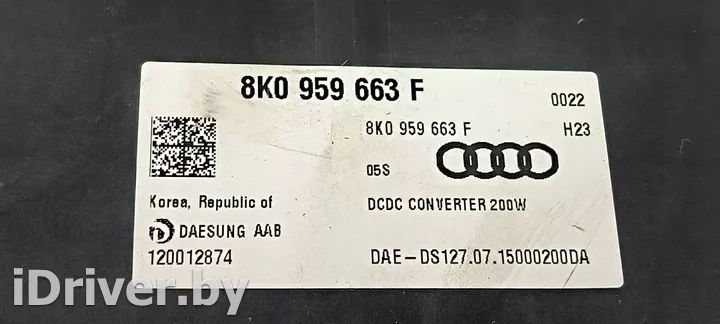 8K0 959 663 F
0022
8K0 959 663 F
H23
05S
Korea, Republic of
DCDC CONVERTER 200W
DAESUNG AAB
120012874
DAE-DS127.07.15000200DA
iDriver.by